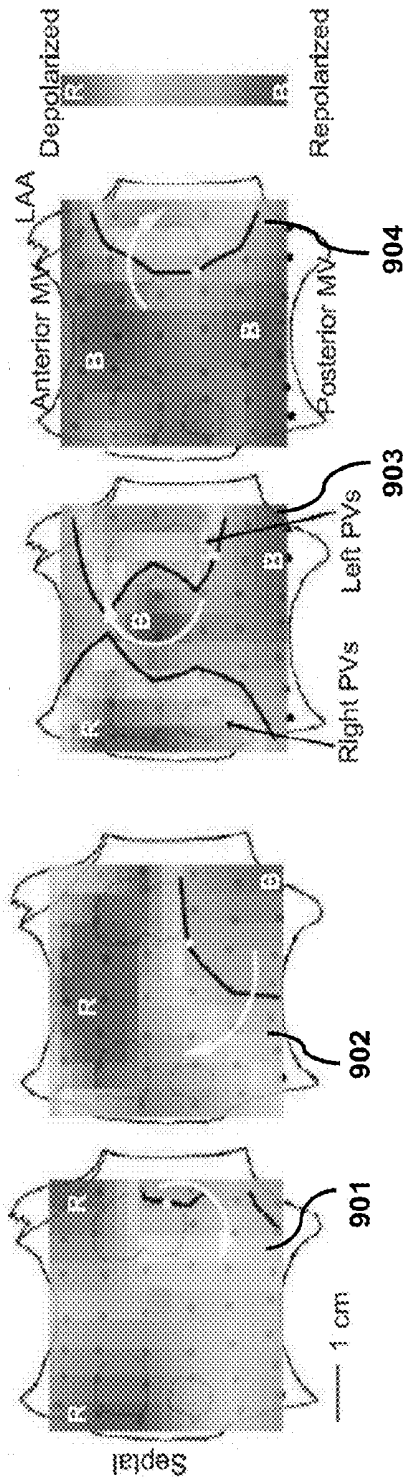 Septal
R
R
1 cm
901
R
902
R
B
B
Right PVs
Left PVs
903
LAA
Anterior MV
B
B
Posterior MV
904
Depolarized
R
B
Repolarized